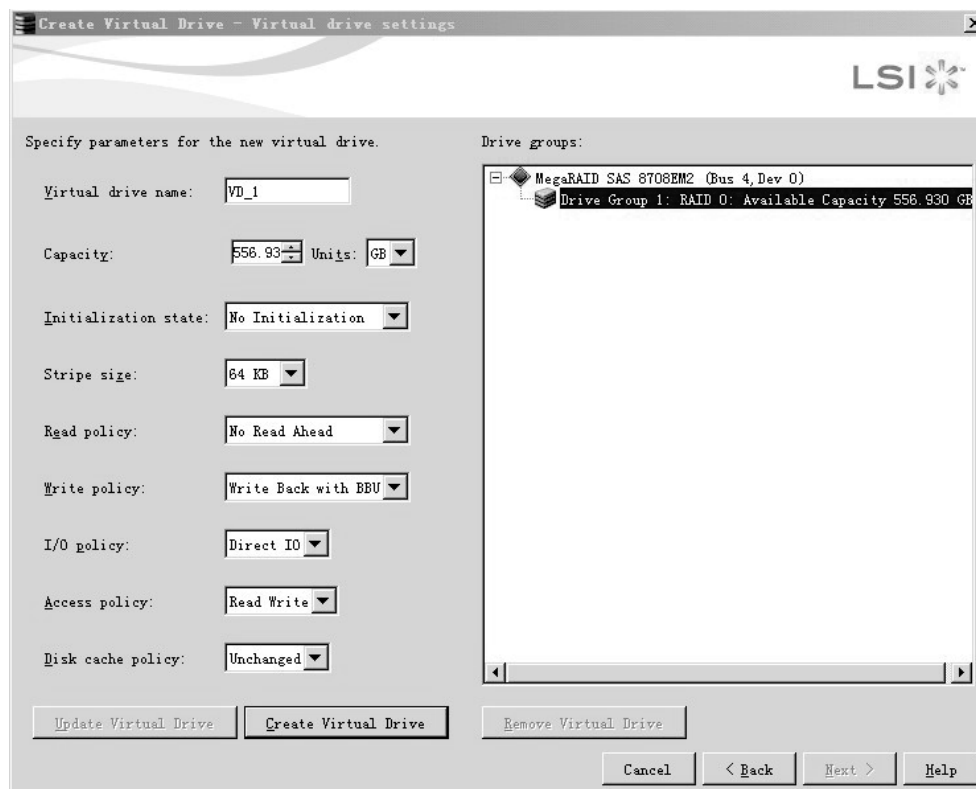 Create Virtual Drive - Virtual drive settings
LSI
Specify parameters for the new virtual drive.
Virtual drive name: VD_1
Capacity: 556.93 Units: GB
Initialization state: No Initialization
Stripe size: 64 KB
Read policy: No Read Ahead
Write policy: Write Back with BBU
I/O policy: Direct IO
Access policy: Read Write
Disk cache policy: Unchanged
Update Virtual Drive
Create Virtual Drive
Drive groups:
MegaRAID SAS 8708EM2 (Bus 4, Dev 0)
Drive Group 1: RAID 0: Available Capacity 556.930 GB
Remove Virtual Drive
Cancel
< Back
Next >
Help